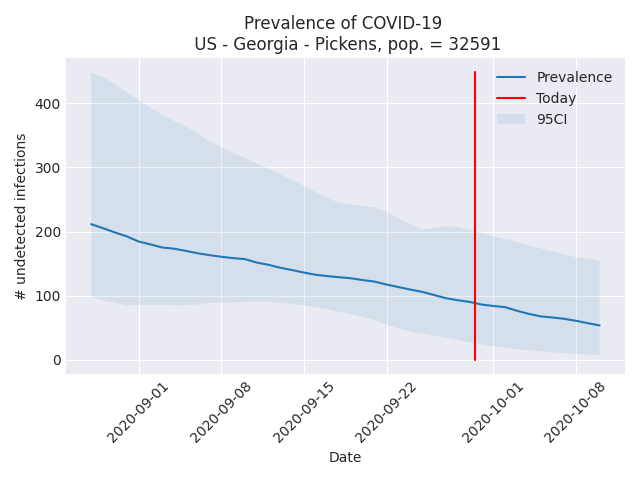 Prevalence of COVID-19
US - Georgia - Pickens, pop. = 32591
# undetected infections
400
300
200
100
0
Prevalence
Today
95CI
2020-09-01
2020-09-08
2020-09-15
2020-09-22
2020-10-01
2020-10-08
Date